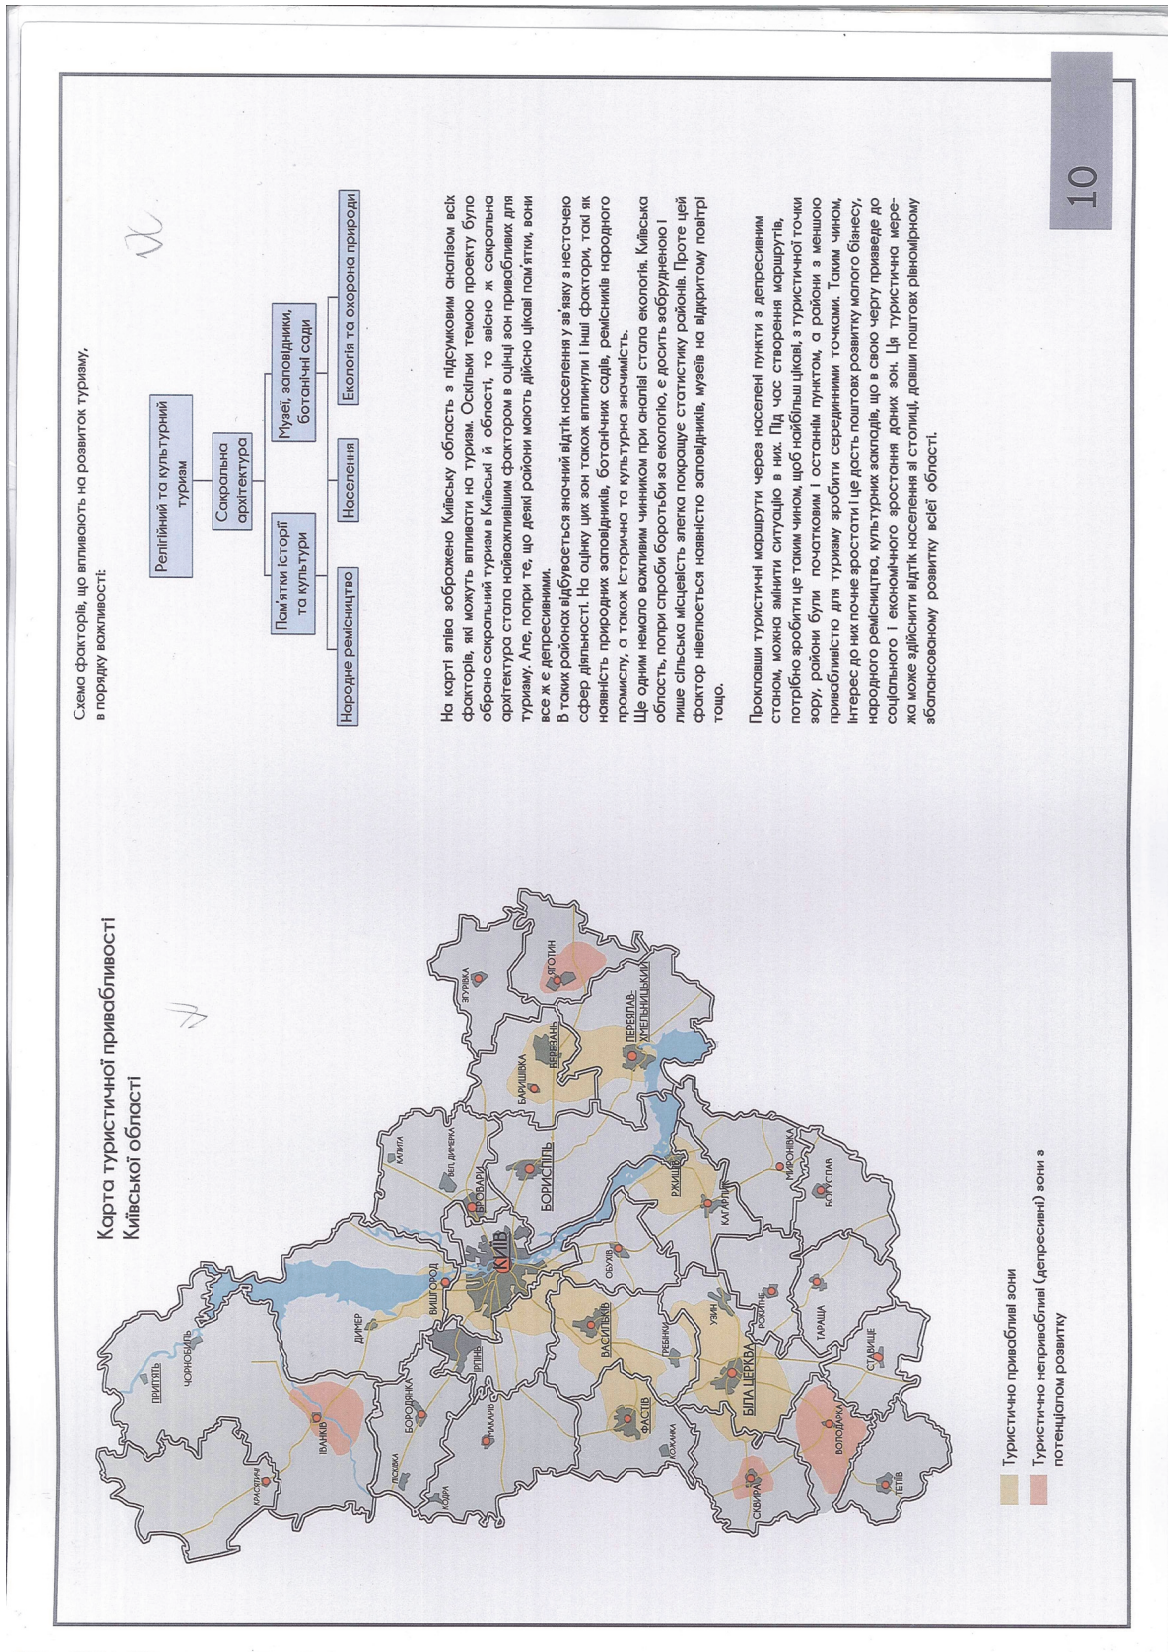 Карта туристичної привабливості
Київської області
ПРИП'ЯТЬ
ЧОРНОБИЛЬ
КРАСЯТИЧІ
ІВАНКІВ
ДИМЕР
ВИШГОРОД
ПІСКІВКА
БОРОДЯНКА
КОДРА
МАКАРІВ
ІРПІНЬ
КИЇВ
КАЛИТА
ВЕЛ. ДИМЕРКА
БРОВАРИ
БОРИСПІЛЬ
ЗГУРІВКА
БАРИШІВКА
БЕРЕЗАНЬ
ЯГОТИН
ПЕРЕЯЛАВ-
ХМЕЛЬНИЦЬКИЙ
ФАСТІВ
КОЖАНКА
ВАСИЛЬКІВ
ОБУХІВ
ГРЕБІНКИ
РЖИЩІВ
КАГАРЛИК
УЗИН
БІЛА ЦЕРКВА
СКВИРА
РОКИТНЕ
МИРОНІВКА
БОГУСЛАВ
ВОЛОДАРКА
ТАРАЩА
СТАВИЩЕ
ТЕТІЇВ
Туристично привабливі зони
Туристично непривабливі (депресивні) зони з
потенціалом розвитку
Схема факторів, що впливають на розвиток туризму,
в порядку важливості:
Релігійний та культурний
туризм
Сакральна
архітектура
Пам'ятки історії
та культури
Музеї, заповідники,
ботанічні сади
Народне ремісництво
Населення
Екологія та охорона природи
На карті зліва зображено Київську область з підсумковим аналізом всіх
факторів, які можуть впливати на туризм. Оскільки темою проекту було
обрано сакральний туризм в Київські й області, то звісно ж сакральна
архітектура стала найважливішим фактором в оцінці зон привабливих для
туризму. Але, попри те, що деякі райони мають дійсно цікаві пам'ятки, вони
все ж є депресивними.
В таких районах відбувається значний відтік населення у зв'язку з нестачею
сфер діяльності. На оцінку цих зон також вплинули і інші фактори, такі як
наявність природних заповідників, ботанічних садів, ремісників народного
промислу, а також історична та культурна значимість.
Ще одним немало важливим чинником при аналізі стала екологія. Київська
область, попри спроби боротьби за екологію, є досить забрудненою і
лише сільська місцевість злегка покращує статистику районів. Проте цей
фактор нівелюється наявністю заповідників, музеїв на відкритому повітрі
тощо.
Проклавши туристичні маршрути через населені пункти з депресивним
станом, можна змінити ситуацію в них. Під час створення маршрутів,
потрібно зробити це таким чином, щоб найбільш цікаві, з туристичної точки
зору, райони були початковим і останнім пунктом, а райони з меншою
привабливістю для туризму зробити серединними точками. Таким чином,
інтерес до них почне зростати і це дасть поштовх розвитку малого бізнесу,
народного ремісництва, культурних закладів, що в свою чергу призведе до
соціального і економічного зростання даних зон. Ця туристична мере-
жа може здійснити відтік населення зі столиці, давши поштовх рівномірному
збалансованому розвитку всієї області.
10